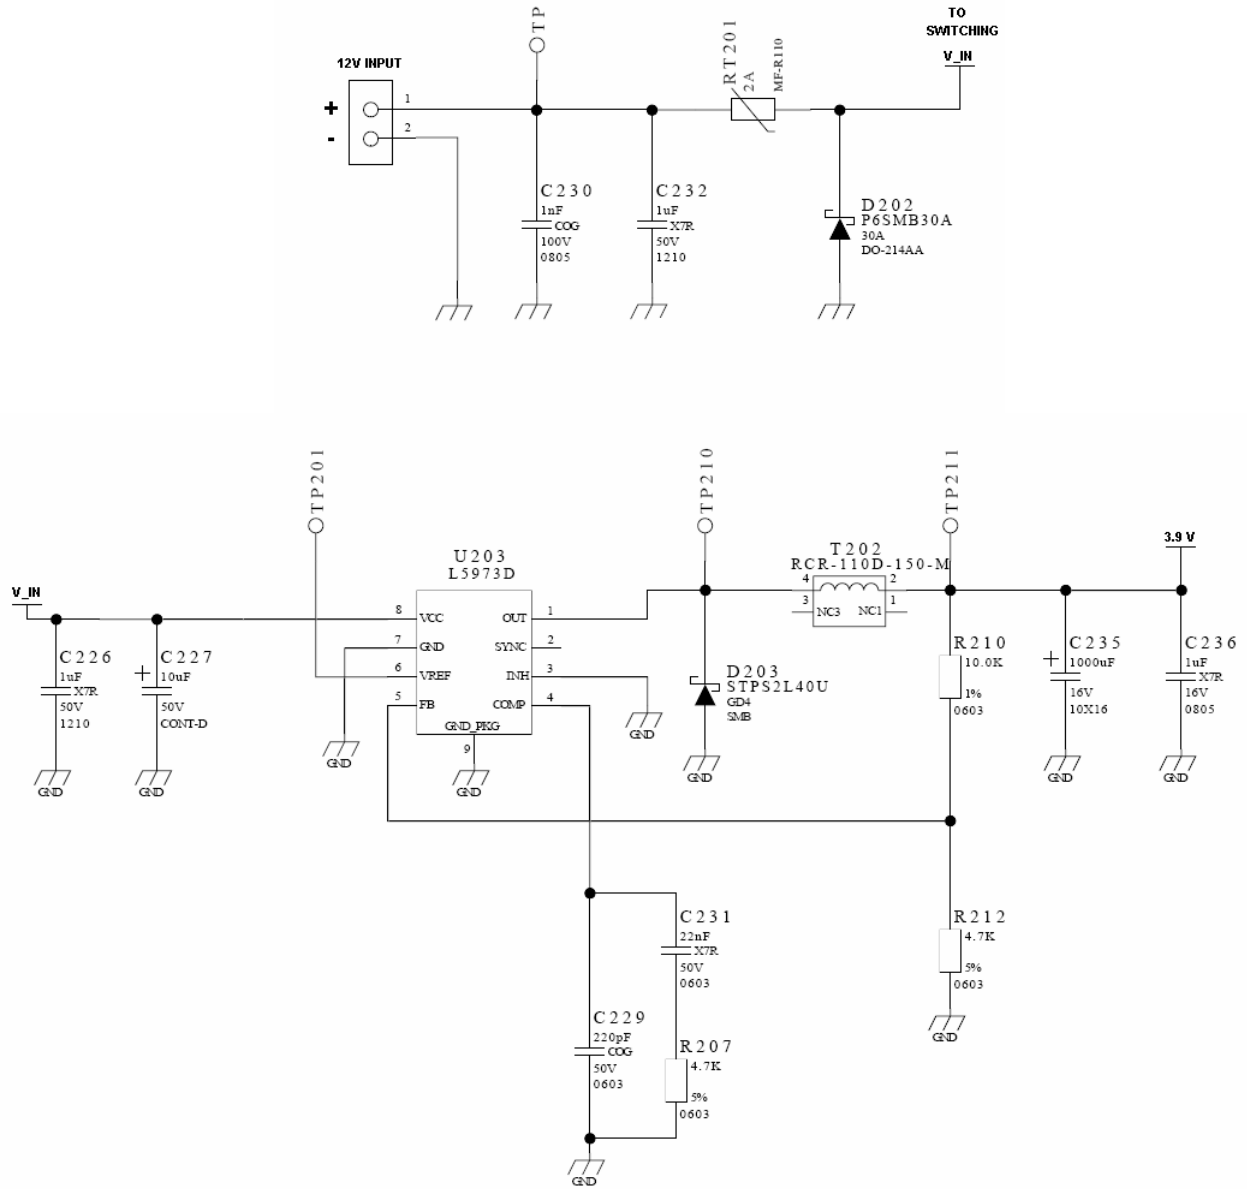 TO
SWITCHING
V_IN
TP
RT201
2A
MF-R110
12V INPUT
+
1
-
2
C230
1nF
COG
100V
0805
C232
1uF
X7R
50V
1210
D202
P6SMB30A
30A
DO-214AA
TP201
TP210
TP211
U203
L5973D
T202
RCR-110D-150-M
3.9 V
V_IN
8 VCC
OUT 1
7 GND
SYNC 2
6 VREF
INH 3
5 FB
COMP 4
GND_PKG
9
4
2
3
NC3
NC1
1
C226
1uF
X7R
50V
1210
GND
+
C227
10uF
50V
CONT-D
GND
GND
GND
GND
D203
STPS2L40U
GD4
SMB
GND
R210
10.0K
1%
0603
+
C235
1000uF
16V
10X16
GND
C236
1uF
X7R
16V
0805
GND
C231
22nF
X7R
50V
0603
R212
4.7K
5%
0603
GND
C229
220pF
COG
50V
0603
R207
4.7K
5%
0603
GND